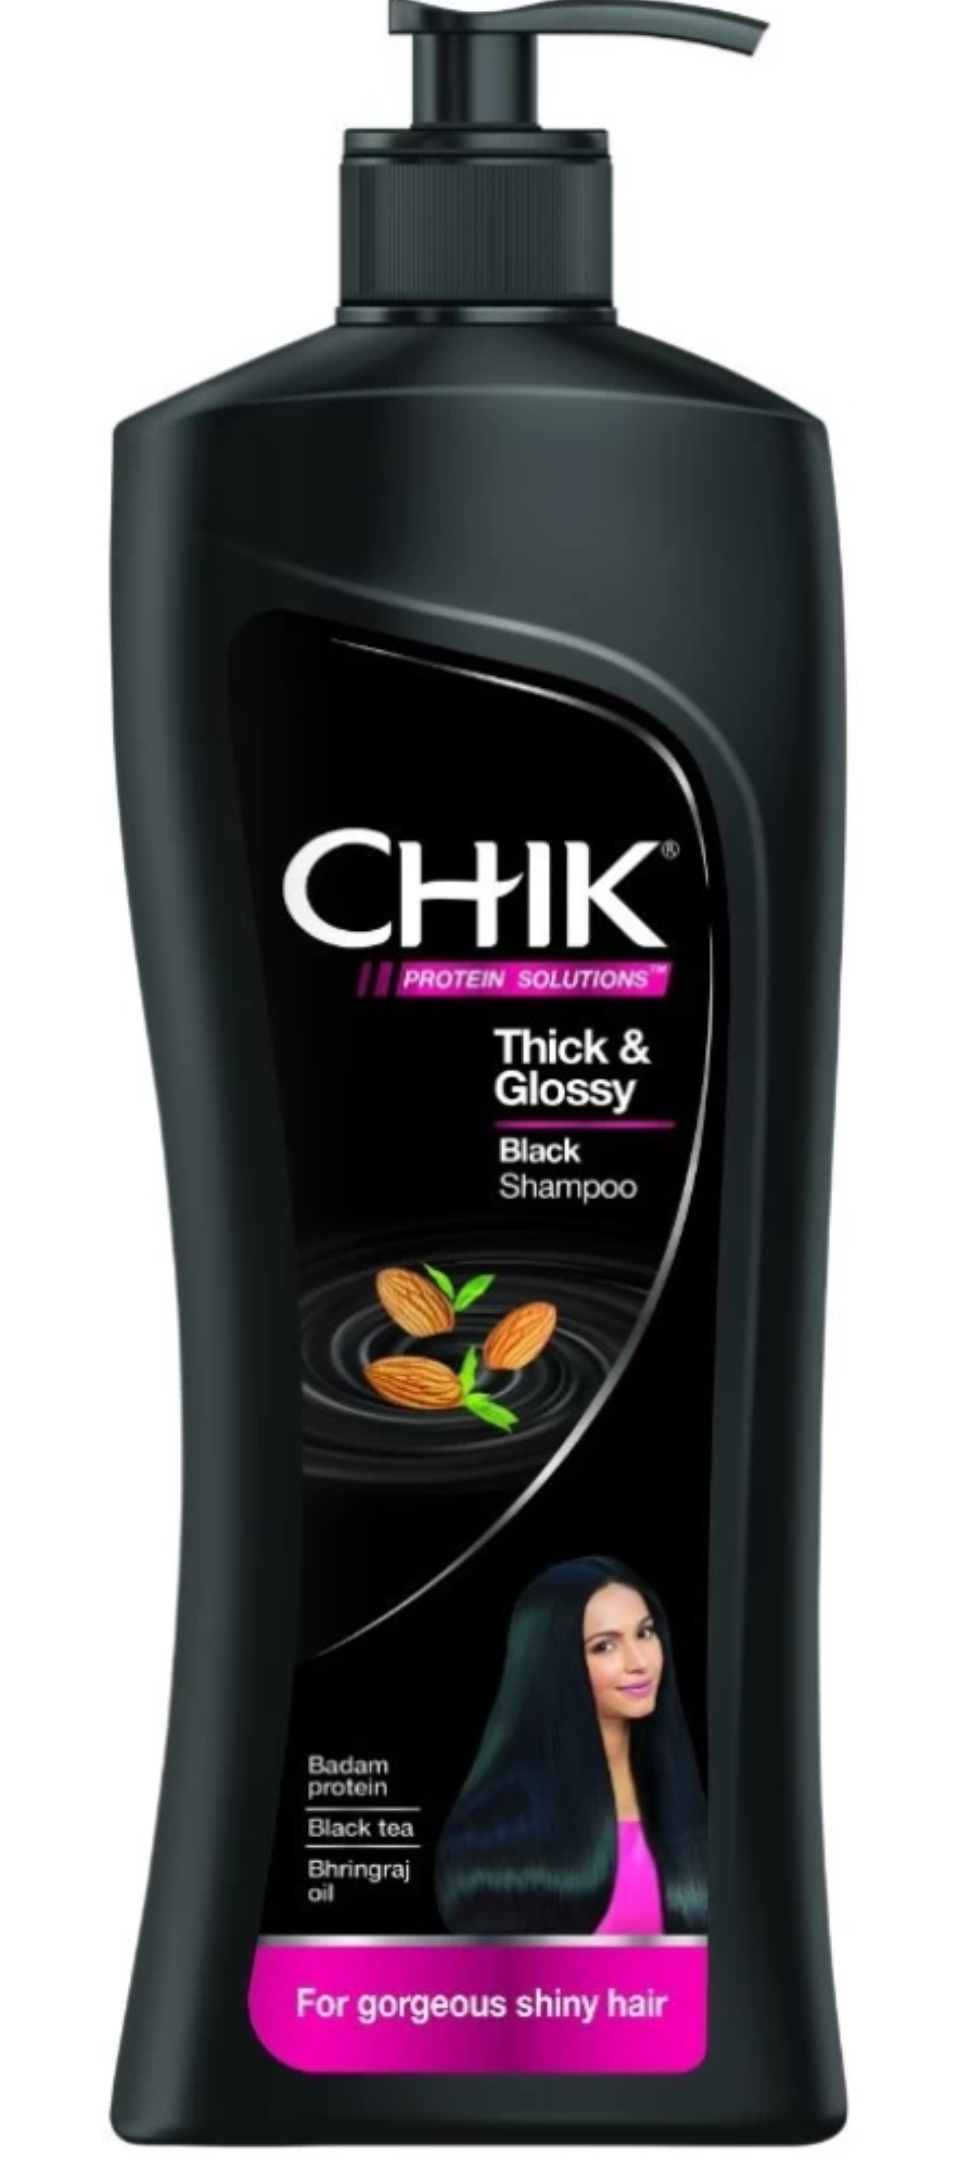 CHIK®
PROTEIN SOLUTIONS™
Thick &
Glossy
Black
Shampoo
Badam
protein
Black tea
Bhringraj
oil
For gorgeous shiny hair